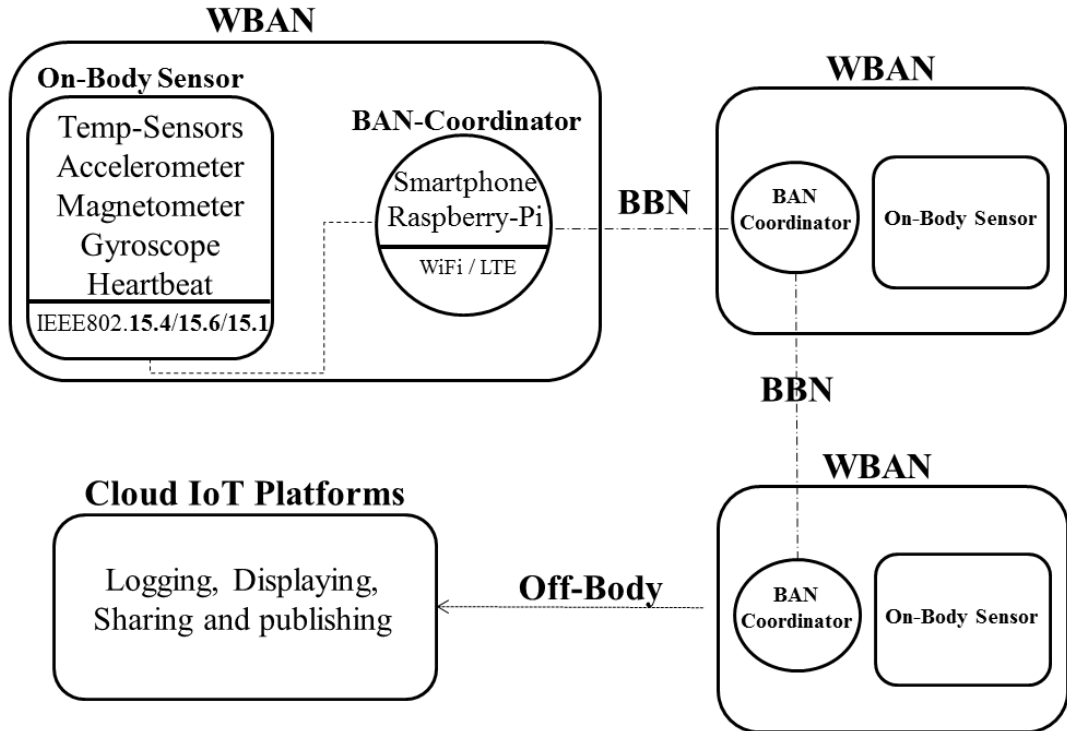 WBAN
On-Body Sensor
Temp-Sensors
Accelerometer
Magnetometer
Gyroscope
Heartbeat
IEEE802.15.4/15.6/15.1
BAN-Coordinator
Smartphone
Raspberry-Pi
WiFi / LTE
BBN
WBAN
BAN
Coordinator
On-Body Sensor
BBN
WBAN
BAN
Coordinator
On-Body Sensor
Off-Body
Cloud IoT Platforms
Logging, Displaying,
Sharing and publishing